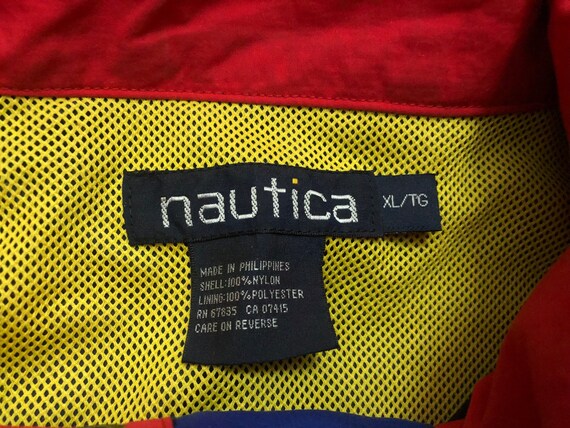 nautica
XL/TG
MADE IN PHILIPPINES
SHELL:100%NYLON
LINING:100%POLYESTER
RN 67835 CA 07415
CARE ON REVERSE